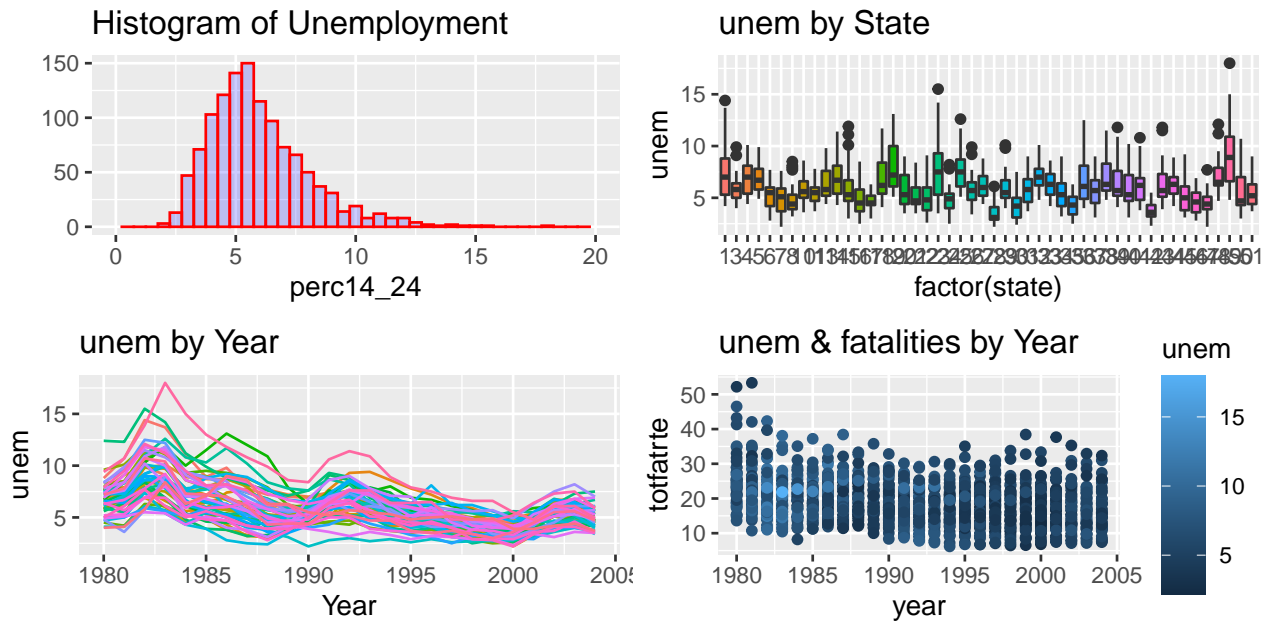 Histogram of Unemployment
150
100
50
0
0 5 10 15 20
perc14_24
unem by State
15
10
5
unem
factor(state)
unem by Year
15
10
5
unem
1980 1985 1990 1995 2000 2005
Year
unem & fatalities by Year
50
40
30
20
10
totfatrte
1980 1985 1990 1995 2000 2005
year
unem
15
10
5